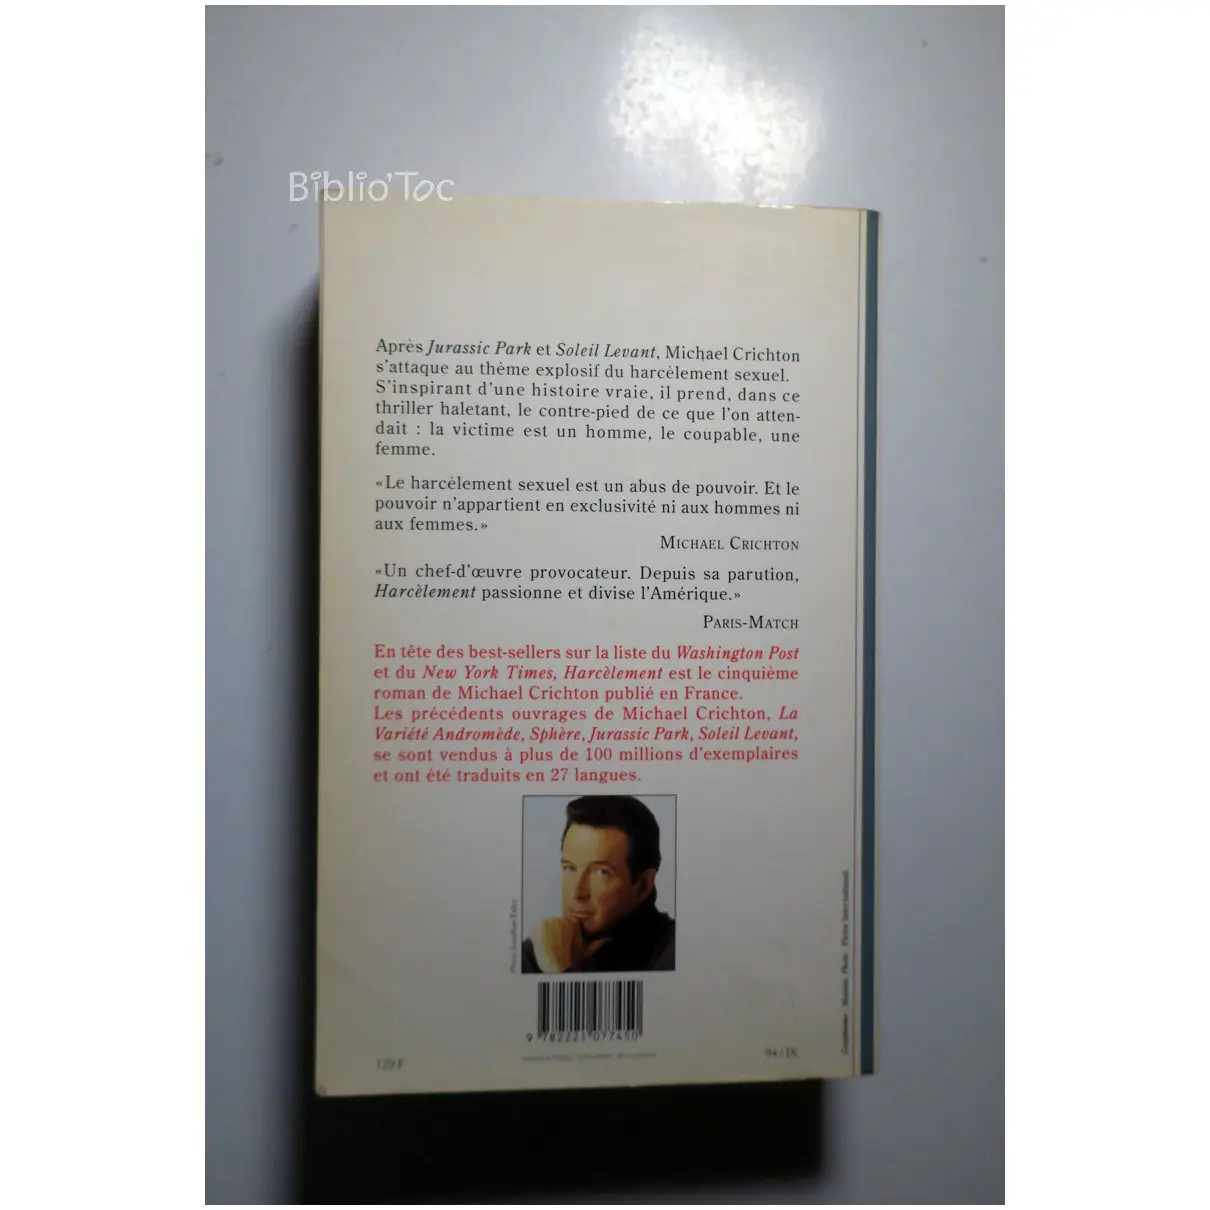 Biblio'Toc
Après Jurassic Park et Soleil Levant, Michael Crichton
s'attaque au thème explosif du harcèlement sexuel.
S'inspirant d'une histoire vraie, il prend, dans ce
thriller haletant, le contre-pied de ce que l'on atten-
dait : la victime est un homme, le coupable, une
femme.
«Le harcèlement sexuel est un abus de pouvoir. Et le
pouvoir n'appartient en exclusivité ni aux hommes ni
aux femmes.»
MICHAEL CRICHTON
«Un chef-d'œuvre provocateur. Depuis sa parution,
Harcèlement passionne et divise l'Amérique.»
PARIS-MATCH
En tête des best-sellers sur la liste du Washington Post
et du New York Times, Harcèlement est le cinquième
roman de Michael Crichton publié en France.
Les précédents ouvrages de Michael Crichton, La
Variété Andromède, Sphère, Jurassic Park, Soleil Levant,
se sont vendus à plus de 100 millions d'exemplaires
et ont été traduits en 27 langues.
Photo Jonathan Exley
9 782221 077450
129 F
94/IX
Photo International.